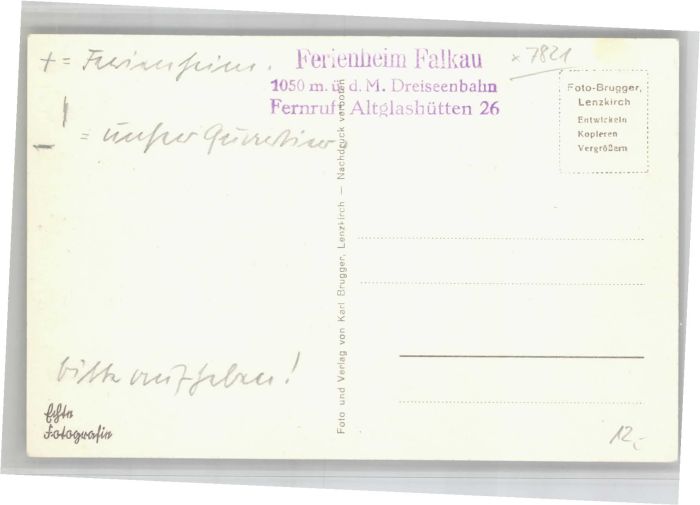 + = Ferienheim.
Ferienheim Falkau
1050 m. ü. d. M. Dreiseenbahn
Fernruf: Altglashütten 26
x 7821
Foto-Brugger,
Lenzkirch
Entwickeln
Kopieren
Vergrößern
= unser Quartier
Foto und Verlag von Karl Brugger, Lenzkirch — Nachdruck verboten
bitte aufheben!
Echte
Fotografie
12,-